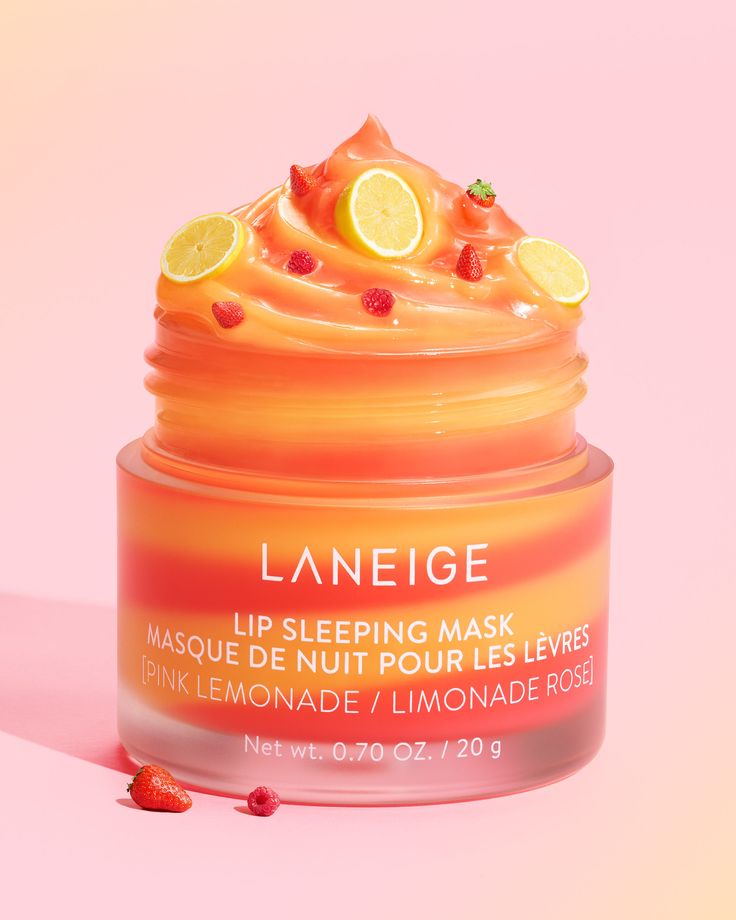 LANEIGE
LIP SLEEPING MASK
MASQUE DE NUIT POUR LES LÈVRES
[PINK LEMONADE / LIMONADE ROSE]
Net wt. 0.70 OZ. / 20 g